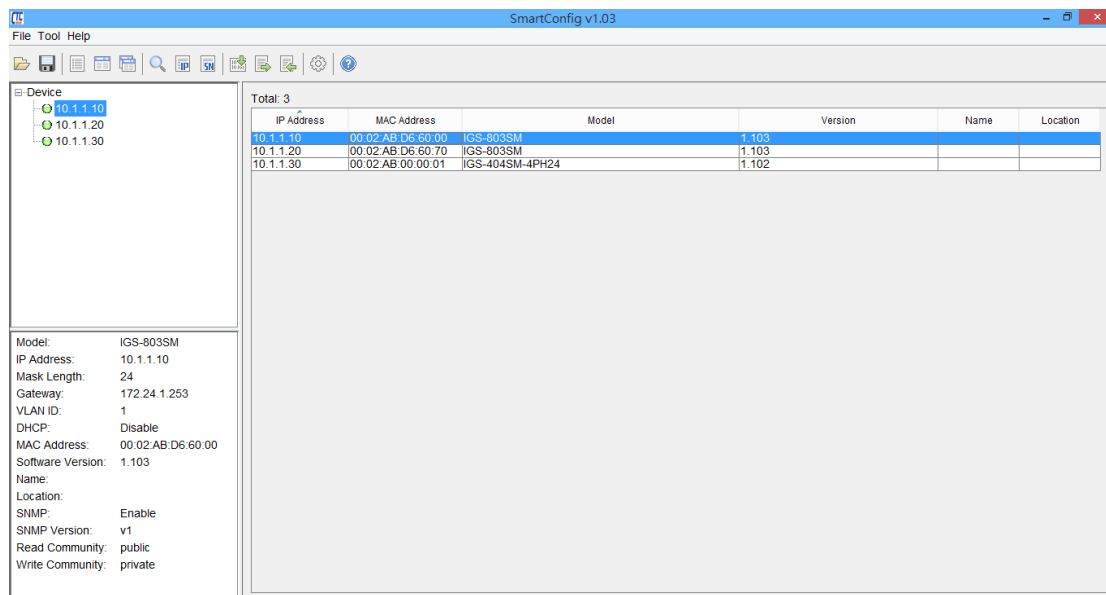 SmartConfig v1.03
File Tool Help
IP SN
Device
10.1.1.10
10.1.1.20
10.1.1.30
Total: 3
IP Address MAC Address Model Version Name Location
10.1.1.10 00:02:AB:D6:60:00 IGS-803SM 1.103
10.1.1.20 00:02:AB:D6:60:70 IGS-803SM 1.103
10.1.1.30 00:02:AB:00:00:01 IGS-404SM-4PH24 1.102
Model: IGS-803SM
IP Address: 10.1.1.10
Mask Length: 24
Gateway: 172.24.1.253
VLAN ID: 1
DHCP: Disable
MAC Address: 00:02:AB:D6:60:00
Software Version: 1.103
Name:
Location:
SNMP: Enable
SNMP Version: v1
Read Community: public
Write Community: private